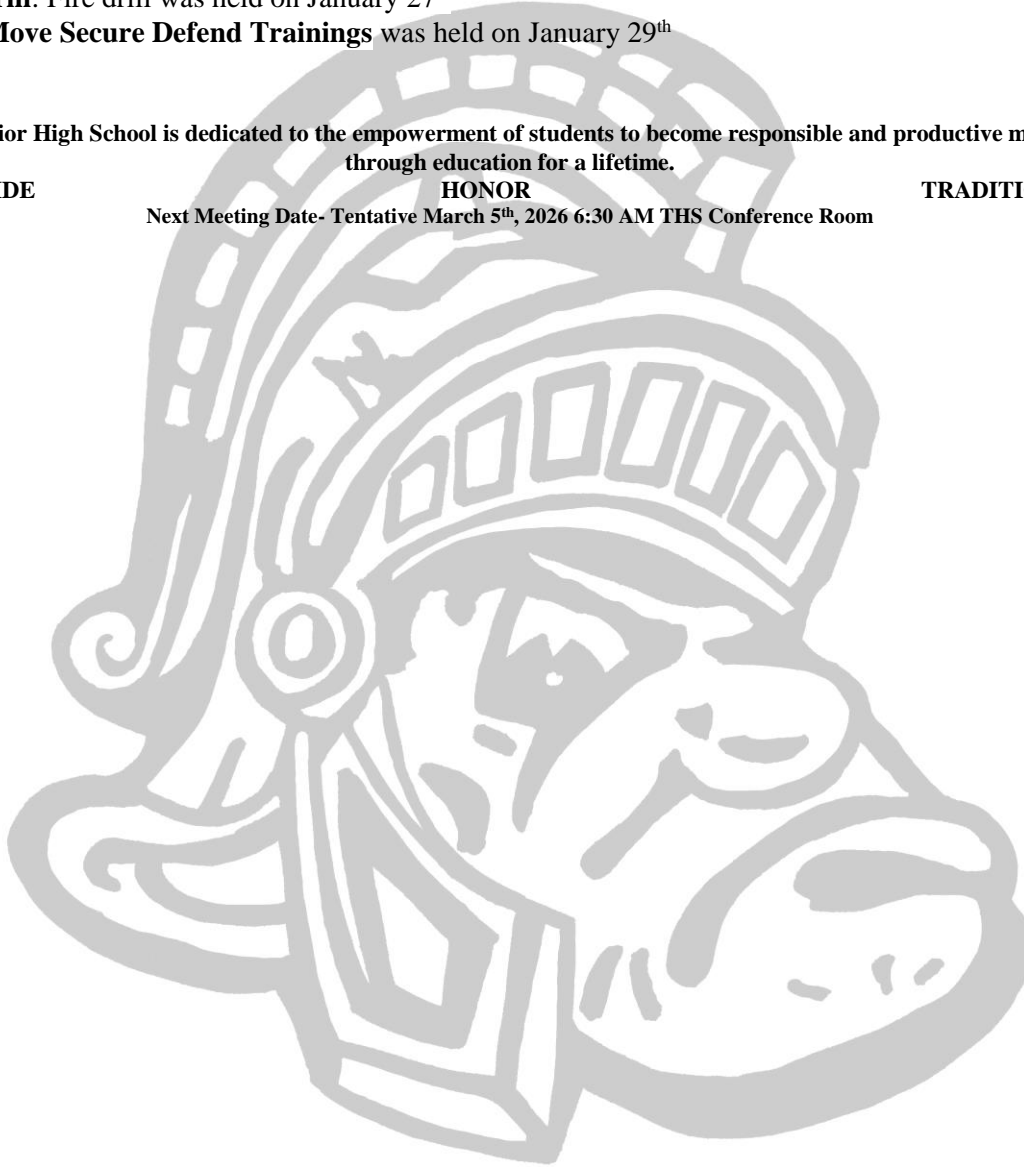 : Fire drill was held on January 27
Move Secure Defend Trainings was held on January 29th
ior High School is dedicated to the empowerment of students to become responsible and productive m
through education for a lifetime.
IDE HONOR TRADITI
Next Meeting Date- Tentative March 5th, 2026 6:30 AM THS Conference Room